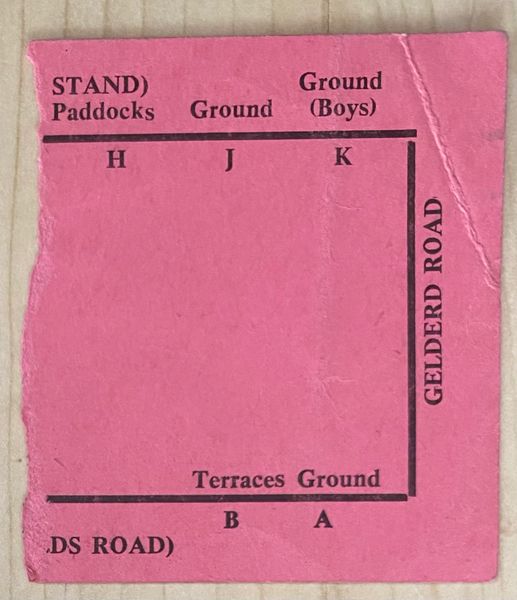 STAND)
Paddocks Ground Ground (Boys)
H J K
GELDERD ROAD
Terraces Ground
B A
DS ROAD)